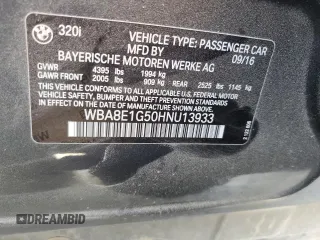 320i
VEHICLE TYPE: PASSENGER CAR
MFD BY
09/16
BAYERISCHE MOTOREN WERKE AG
GVWR 4395 lbs 1994 kg
GAWR FRONT 2005 lbs 909 kg REAR 2525 lbs 1145 kg
THIS VEHICLE CONFORMS TO ALL APPLICABLE FEDERAL MOTOR
VEHICLE SAFETY, BUMPER, AND THEFT PREVENTION STANDARDS
IN EFFECT ON THE DATE OF MANUFACTURE SHOWN ABOVE.
WBA8E1G50HNU13933
DREAMBID